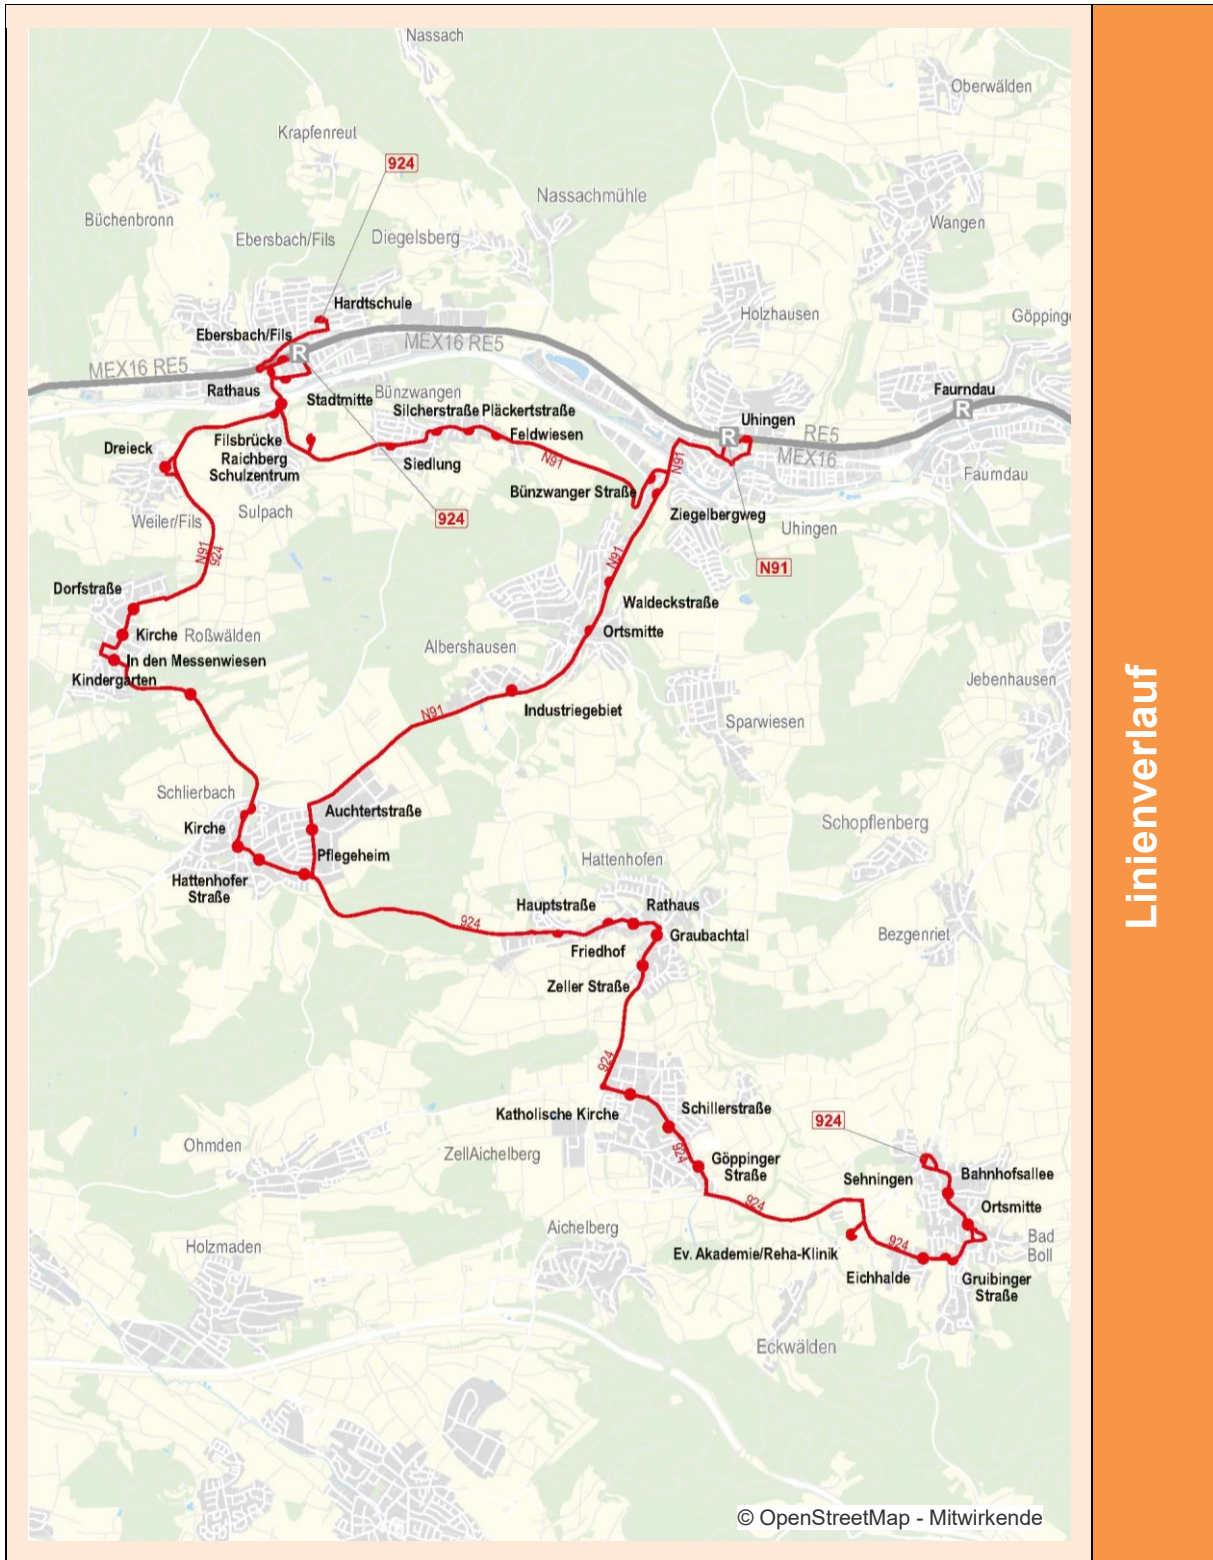 Nassach
Oberwälden
Krapfenreut
924
Nassachmühle
Büchenbronn
Wangen
Ebersbach/Fils
Diegelsberg
Hardtschule
Holzhausen
Göpping
Ebersbach/Fils
R
MEX16 RE5
MEX16 RE5
Rathaus
Stadtmitte
Bünzwangen
Faurndau
R
Silcherstraße
Pläckertstraße
Uhingen
R
RE5
MEX16
Feldwiesen
Dreieck
Filsbrücke
Raichberg
Schulzentrum
Siedlung
N91
N91
Faurndau
Bünzwanger Straße
Ziegelbergweg
Weiler/Fils
Sulpach
924
Uhingen
N91
924
N91
N91
Dorfstraße
Waldeckstraße
Kirche
Roßwälden
Ortsmitte
Albershausen
In den Messenwiesen
Kindergarten
Jebenhausen
N91
Industriegebiet
Sparwiesen
Linienverlauf
Schlierbach
Auchtertstraße
Kirche
Schopflenberg
Pflegeheim
Hattenhofen
Hattenhofer
Straße
Hauptstraße
Rathaus
924
Graubachtal
Bezgenriet
Friedhof
Zeller Straße
924
Katholische Kirche
Schillerstraße
924
Ohmden
ZellAichelberg
924
Göppinger
Straße
Sehningen
Bahnhofsallee
924
Ortsmitte
Aichelberg
Bad
Boll
Holzmaden
Ev. Akademie/Reha-Klinik
924
Eichhalde
Gruibinger
Straße
Eckwälden
© OpenStreetMap - Mitwirkende